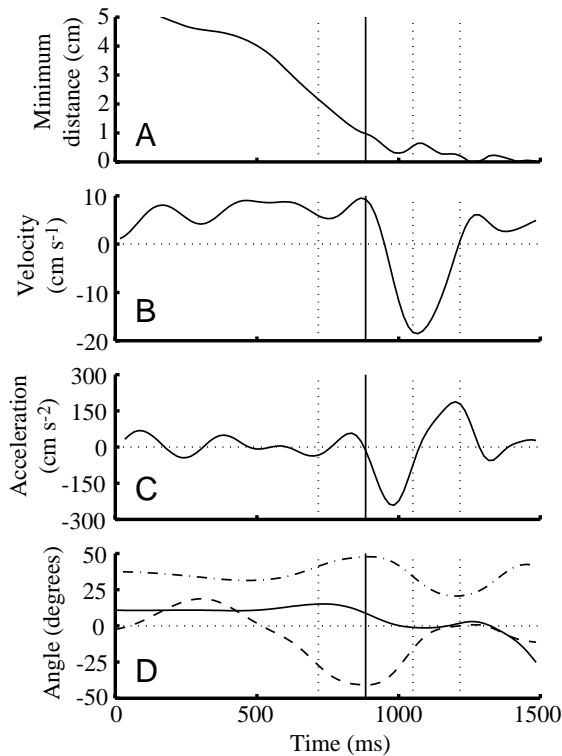 5
4
3
2
1
0
Minimum
distance (cm)
A
10
0
-10
-20
Velocity
(cm s-1)
B
300
150
0
-150
-300
Acceleration
(cm s-2)
C
50
25
0
-25
-50
Angle (degrees)
D
0 500 1000 1500
Time (ms)